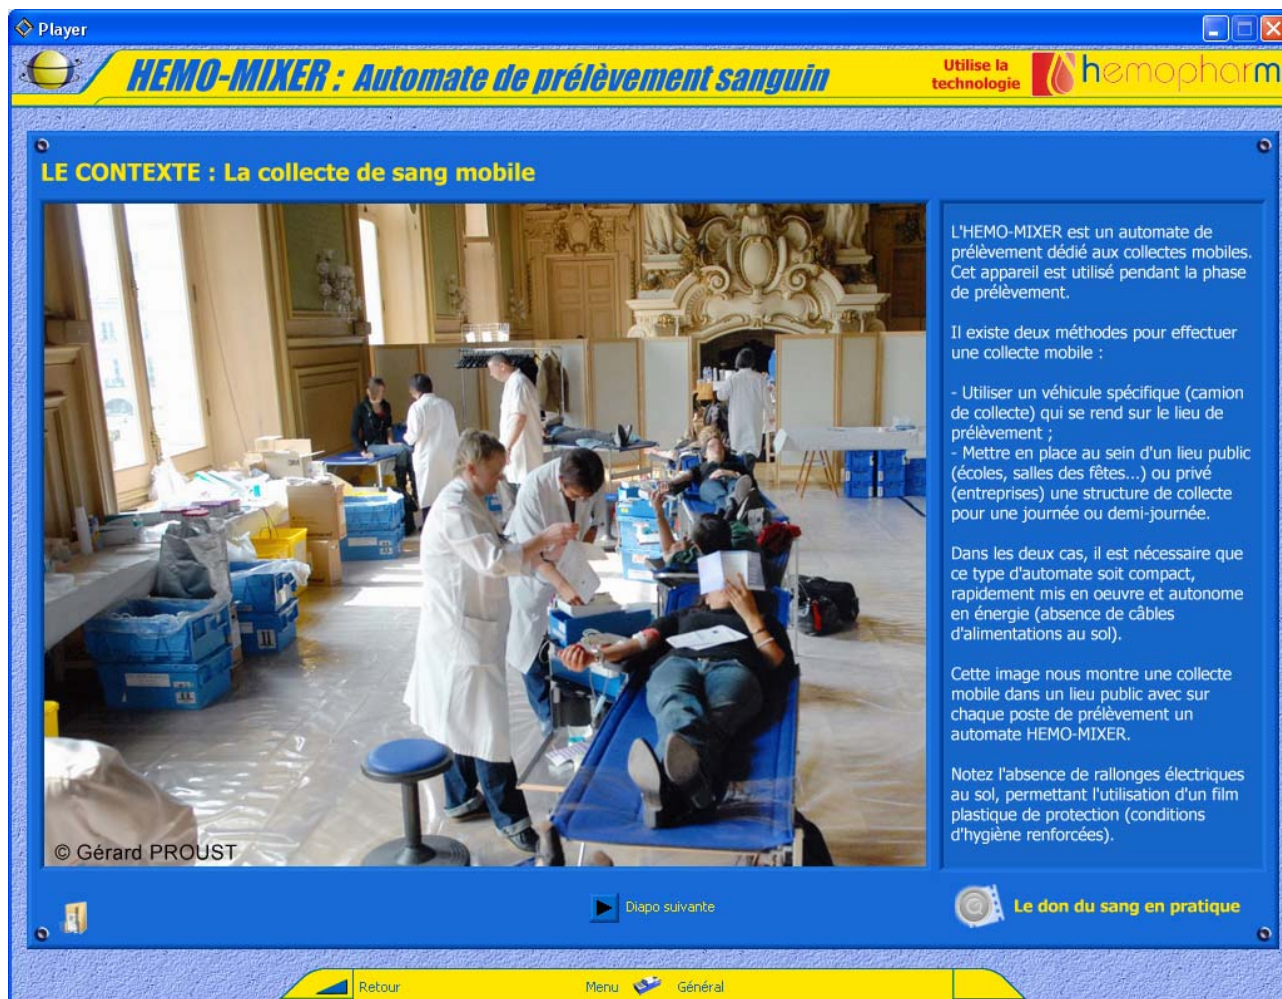 Player
HEMO-MIXER : Automate de prélèvement sanguin
Utilise la
technologie
hemopharm
LE CONTEXTE : La collecte de sang mobile
L'HEMO-MIXER est un automate de
prélèvement dédié aux collectes mobiles.
Cet appareil est utilisé pendant la phase
de prélèvement.
Il existe deux méthodes pour effectuer
une collecte mobile :
- Utiliser un véhicule spécifique (camion
de collecte) qui se rend sur le lieu de
prélèvement ;
- Mettre en place au sein d'un lieu public
(écoles, salles des fêtes...) ou privé
(entreprises) une structure de collecte
pour une journée ou demi-journée.
Dans les deux cas, il est nécessaire que
ce type d'automate soit compact,
rapidement mis en oeuvre et autonome
en énergie (absence de câbles
d'alimentations au sol).
Cette image nous montre une collecte
mobile dans un lieu public avec sur
chaque poste de prélèvement un
automate HEMO-MIXER.
Notez l'absence de rallonges électriques
au sol, permettant l'utilisation d'un film
plastique de protection (conditions
d'hygiène renforcées).
© Gérard PROUST
Diapo suivante
Le don du sang en pratique
Retour
Menu
Général